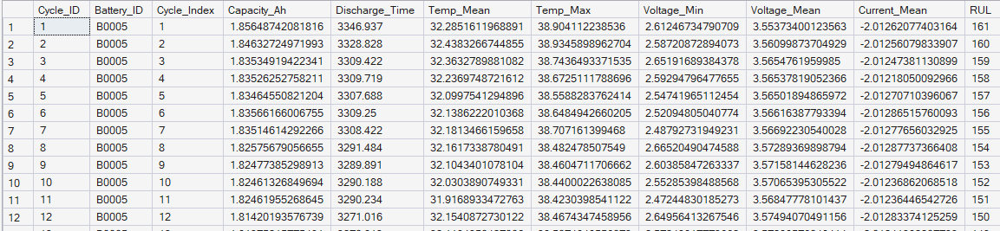 Cycle_ID Battery_ID Cycle_Index Capacity_Ah Discharge_Time Temp_Mean Temp_Max Voltage_Min Voltage_Mean Current_Mean RUL
1 1 B0005 1 1.85648742081816 3346.937 32.2851611968891 38.904112238536 2.61246734790709 3.55373400123563 -2.01262077403164 161
2 2 B0005 2 1.84632724971993 3328.828 32.4383266744855 38.9345898962704 2.58720872894073 3.56099873704929 -2.01256079833907 160
3 3 B0005 3 1.83534919422341 3309.422 32.3632789881082 38.7436493371535 2.65191689384378 3.5654761959985 -2.01247381130899 159
4 4 B0005 4 1.83526252758211 3309.719 32.2369748721612 38.6725111788696 2.59294796477655 3.56537819052366 -2.01218050092966 158
5 5 B0005 5 1.83464550821204 3307.688 32.0997541294896 38.5588283762414 2.54741965112454 3.56501894865972 -2.01270710396067 157
6 6 B0005 6 1.83566166006755 3309.25 32.1386222010368 38.6484942660205 2.52094805040774 3.56616387793394 -2.01286515760093 156
7 7 B0005 7 1.83514614292266 3308.422 32.1813466159658 38.707161399468 2.48792731949231 3.56692230540028 -2.01277656032925 155
8 8 B0005 8 1.82575679056655 3291.484 32.1617338780491 38.482478507549 2.66520490474588 3.57289369898794 -2.01287737366408 154
9 9 B0005 9 1.82477385298913 3289.891 32.1043401078104 38.4604711706662 2.60385847263337 3.57158144628236 -2.01279494864617 153
10 10 B0005 10 1.82461326849694 3290.188 32.0303890749331 38.4400022638085 2.55285398488568 3.57065395305522 -2.01236862068518 152
11 11 B0005 11 1.82461955268645 3290.234 31.9168933472763 38.4230398541122 2.47244830185273 3.56847778101437 -2.01236446542726 151
12 12 B0005 12 1.81420193576739 3271.016 32.1540872730122 38.4674347458956 2.64956413267546 3.57494070491156 -2.01283374125259 150